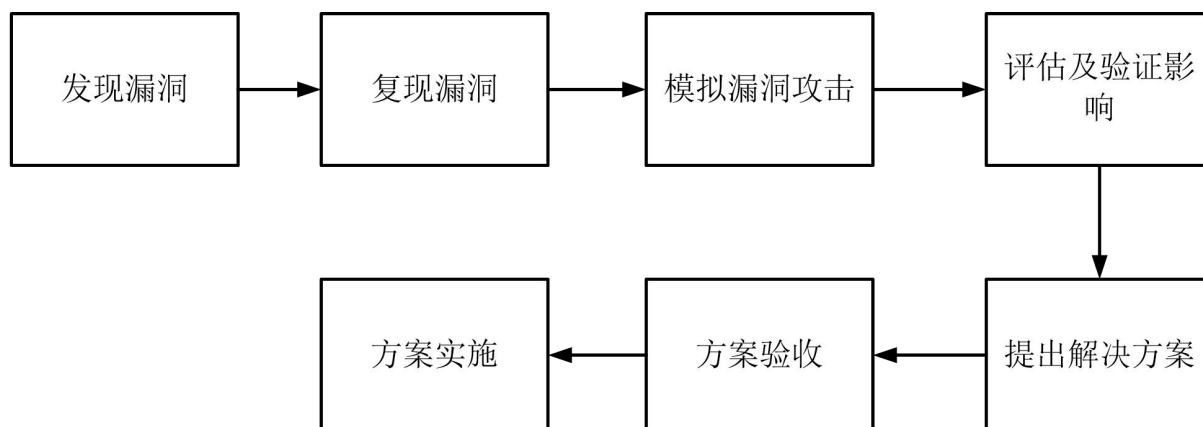 发现漏洞
复现漏洞
模拟漏洞攻击
评估及验证影
响
提出解决方案
方案验收
方案实施